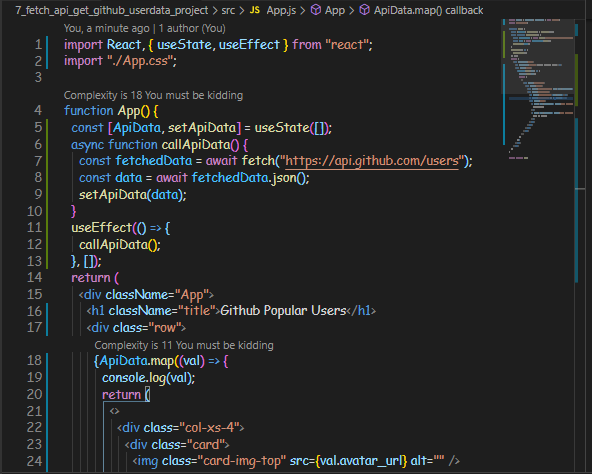 7_fetch_api_get_github_userdata_project > src > JS App.js > App > ApiData.map() callback
You, a minute ago | 1 author (You)
1 import React, { useState, useEffect } from "react";
2 import "./App.css";
3
Complexity is 18 You must be kidding
4 function App() {
5 const [ApiData, setApiData] = useState([]);
6 async function callApiData() {
7 const fetchedData = await fetch("https://api.github.com/users");
8 const data = await fetchedData.json();
9 setApiData(data);
10 }
11 useEffect(() => {
12 callApiData();
13 }, []);
14 return (
15 <div className="App">
16 <h1 className="title">Github Popular Users</h1>
17 <div class="row">
Complexity is 11 You must be kidding
18 {ApiData.map((val) => {
19 console.log(val);
20 return (
21 <>
22 <div class="col-xs-4">
23 <div class="card">
24 <img class="card-img-top" src={val.avatar_url} alt="" />